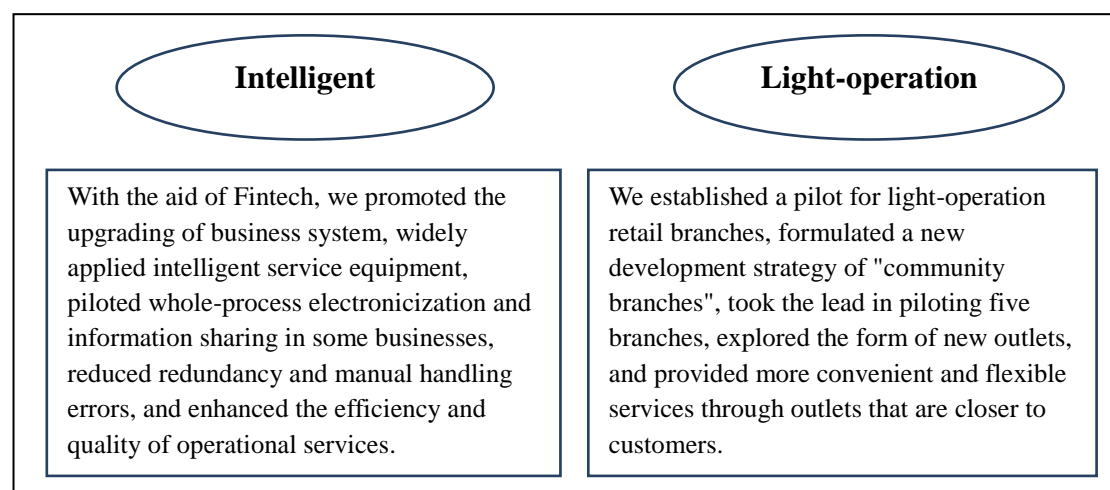 Intelligent
With the aid of Fintech, we promoted the
upgrading of business system, widely
applied intelligent service equipment,
piloted whole-process electronicization and
information sharing in some businesses,
reduced redundancy and manual handling
errors, and enhanced the efficiency and
quality of operational services.
Light-operation
We established a pilot for light-operation
retail branches, formulated a new
development strategy of "community
branches", took the lead in piloting five
branches, explored the form of new outlets,
and provided more convenient and flexible
services through outlets that are closer to
customers.